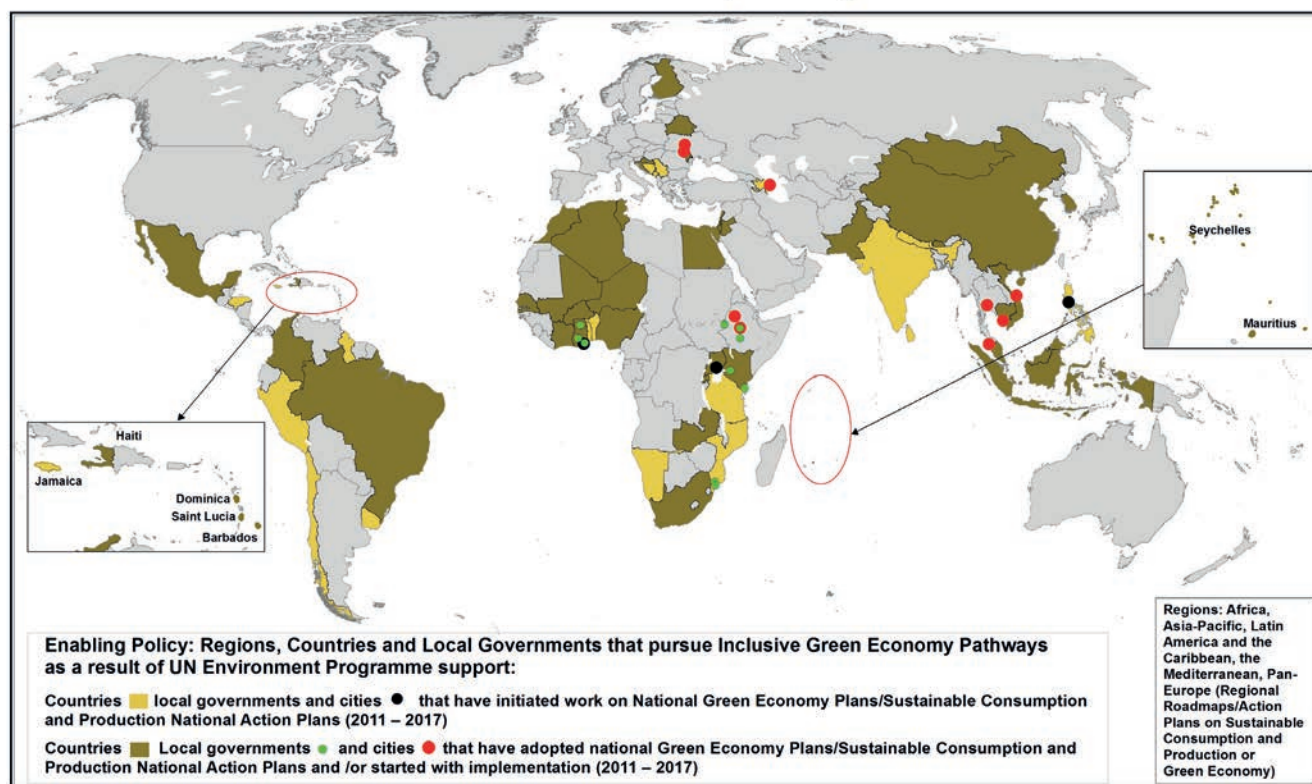 Seychelles
Mauritius
Haiti
Jamaica
Dominica
Saint Lucia
Barbados
Enabling Policy: Regions, Countries and Local Governments that pursue Inclusive Green Economy Pathways
as a result of UN Environment Programme support:
Countries local governments and cities that have initiated work on National Green Economy Plans/Sustainable Consumption
and Production National Action Plans (2011 – 2017)
Countries Local governments and cities that have adopted national Green Economy Plans/Sustainable Consumption and
Production National Action Plans and /or started with implementation (2011 – 2017)
Regions: Africa,
Asia-Pacific, Latin
America and the
Caribbean, the
Mediterranean, Pan-
Europe (Regional
Roadmaps/Action
Plans on Sustainable
Consumption and
Production or
Green Economy)